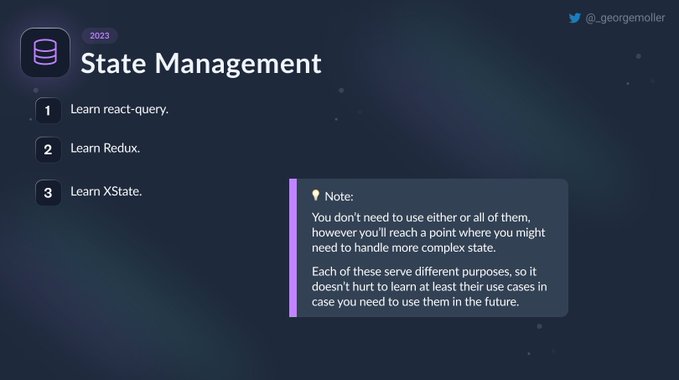 @_georgemoller
2023
State Management
1 Learn react-query.
2 Learn Redux.
3 Learn XState.
Note:
You don't need to use either or all of them,
however you'll reach a point where you might
need to handle more complex state.
Each of these serve different purposes, so it
doesn't hurt to learn at least their use cases in
case you need to use them in the future.